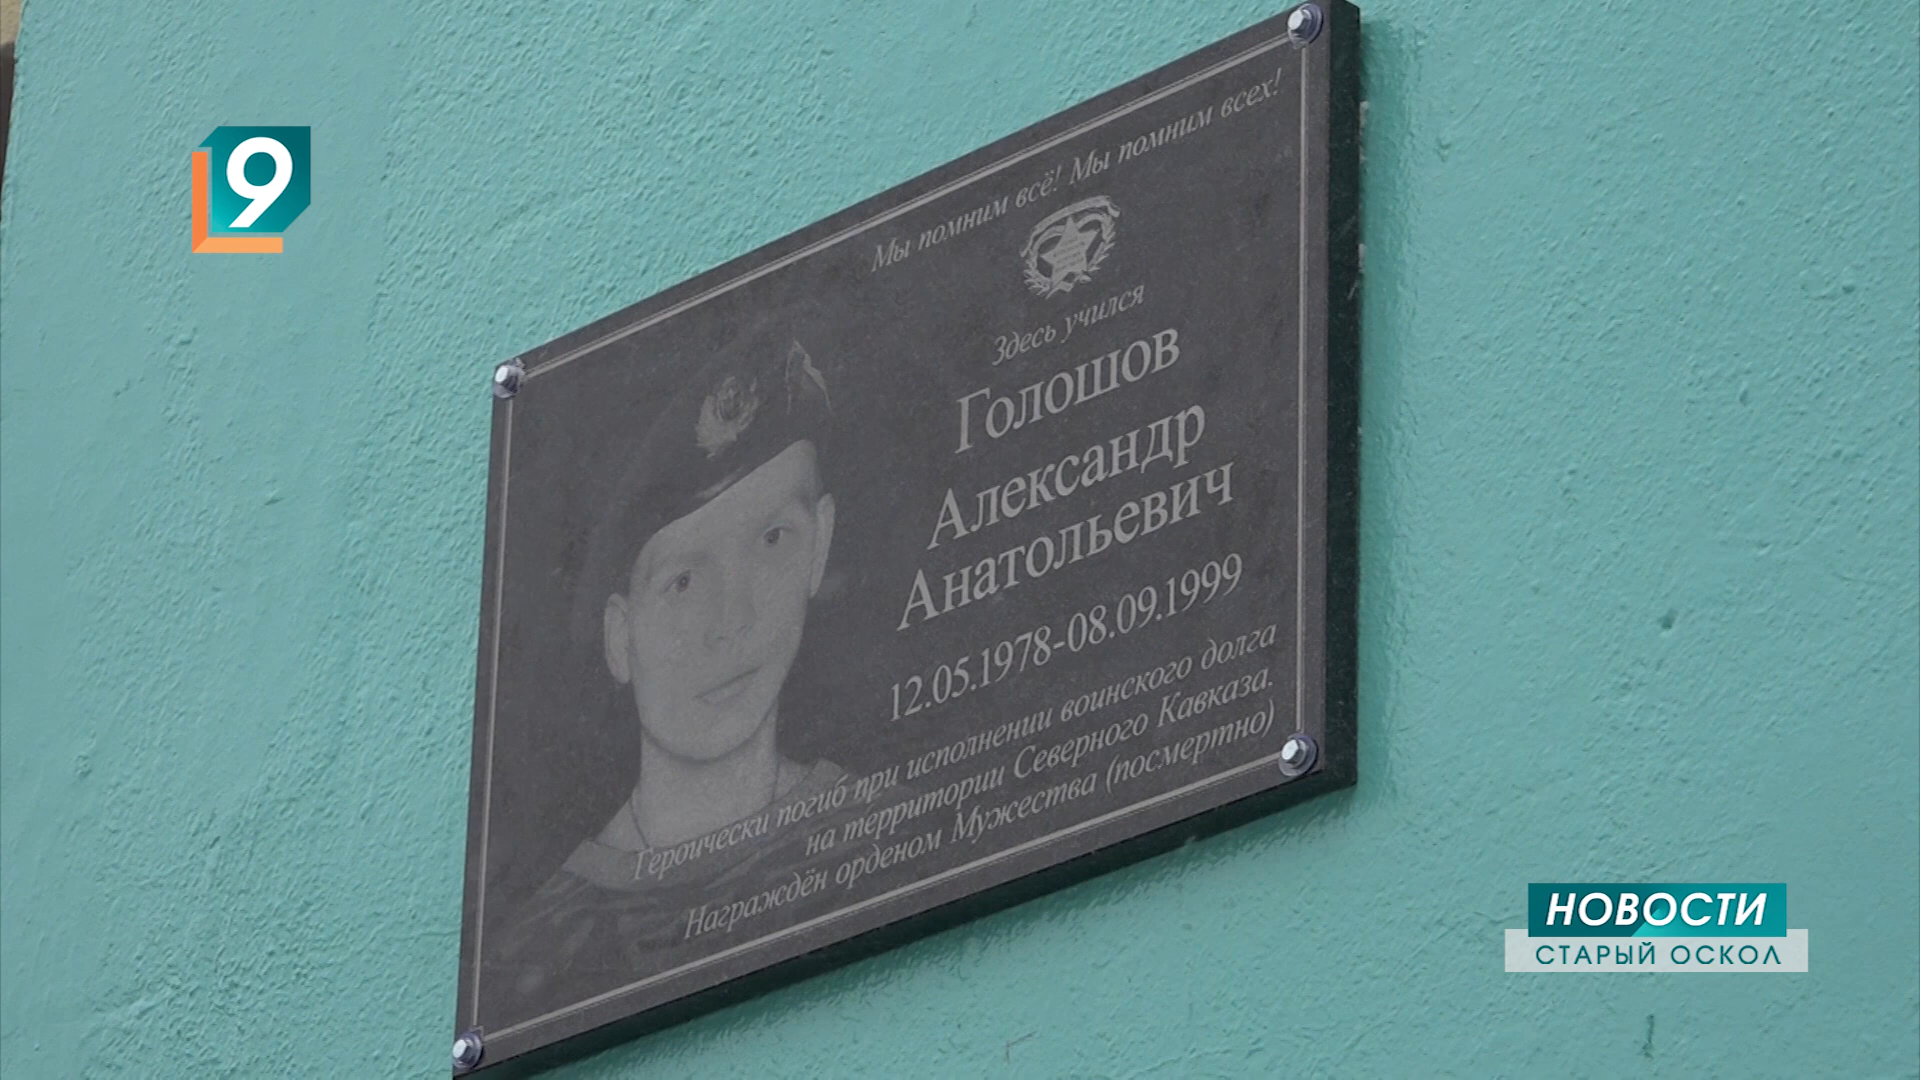 9
Мы помним всё! Мы помним всех!
Здесь учился
Голошов
Александр
Анатольевич
12.05.1978-08.09.1999
Героически погиб при исполнении воинского долга
на территории Северного Кавказа.
Награждён орденом Мужества (посмертно)
НОВОСТИ
СТАРЫЙ ОСКОЛ